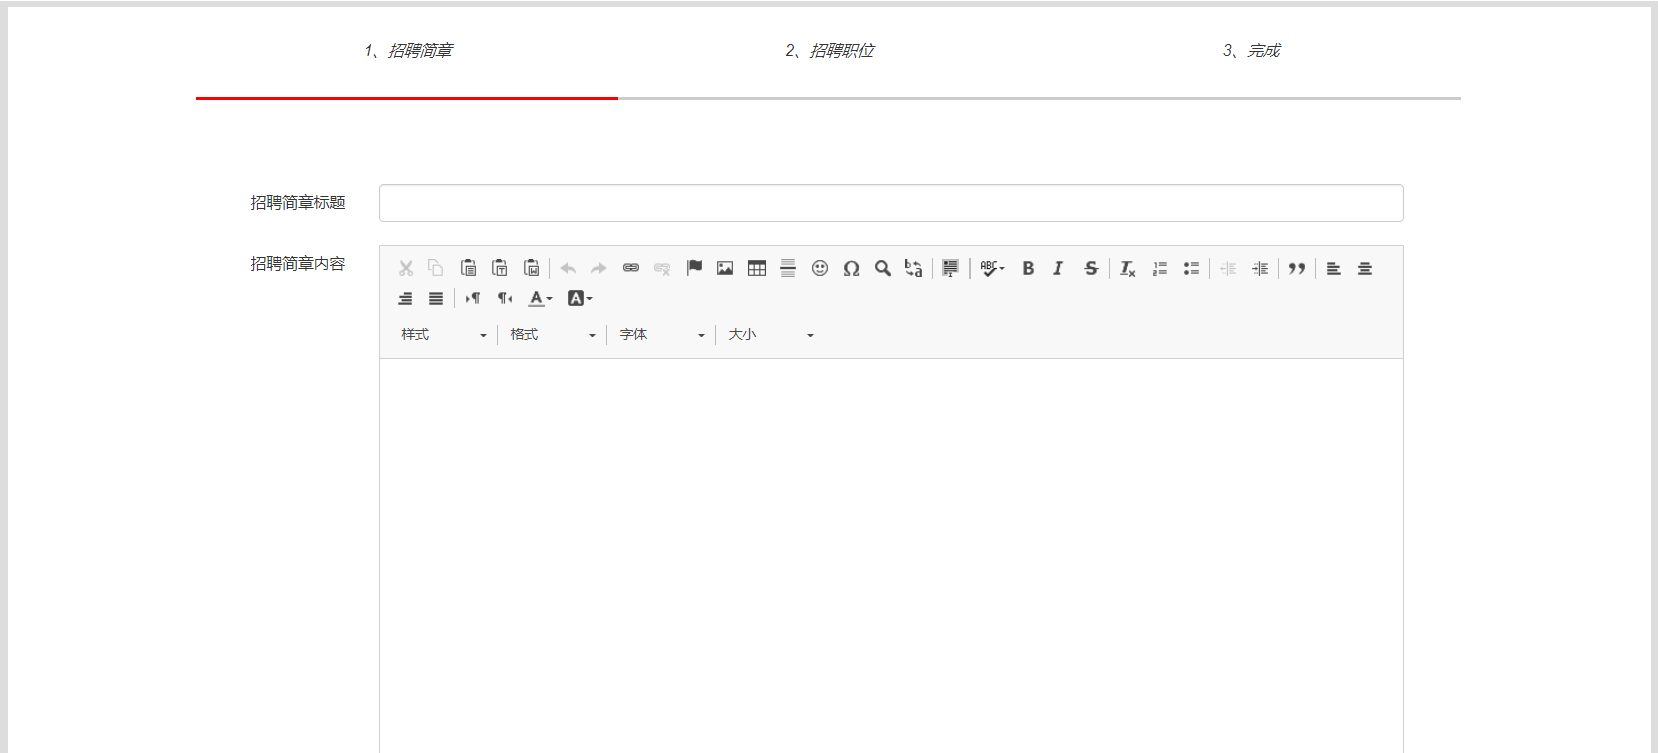 1、招聘简章 2、招聘职位 3、完成
招聘简章标题
招聘简章内容
样式 格式 字体 大小